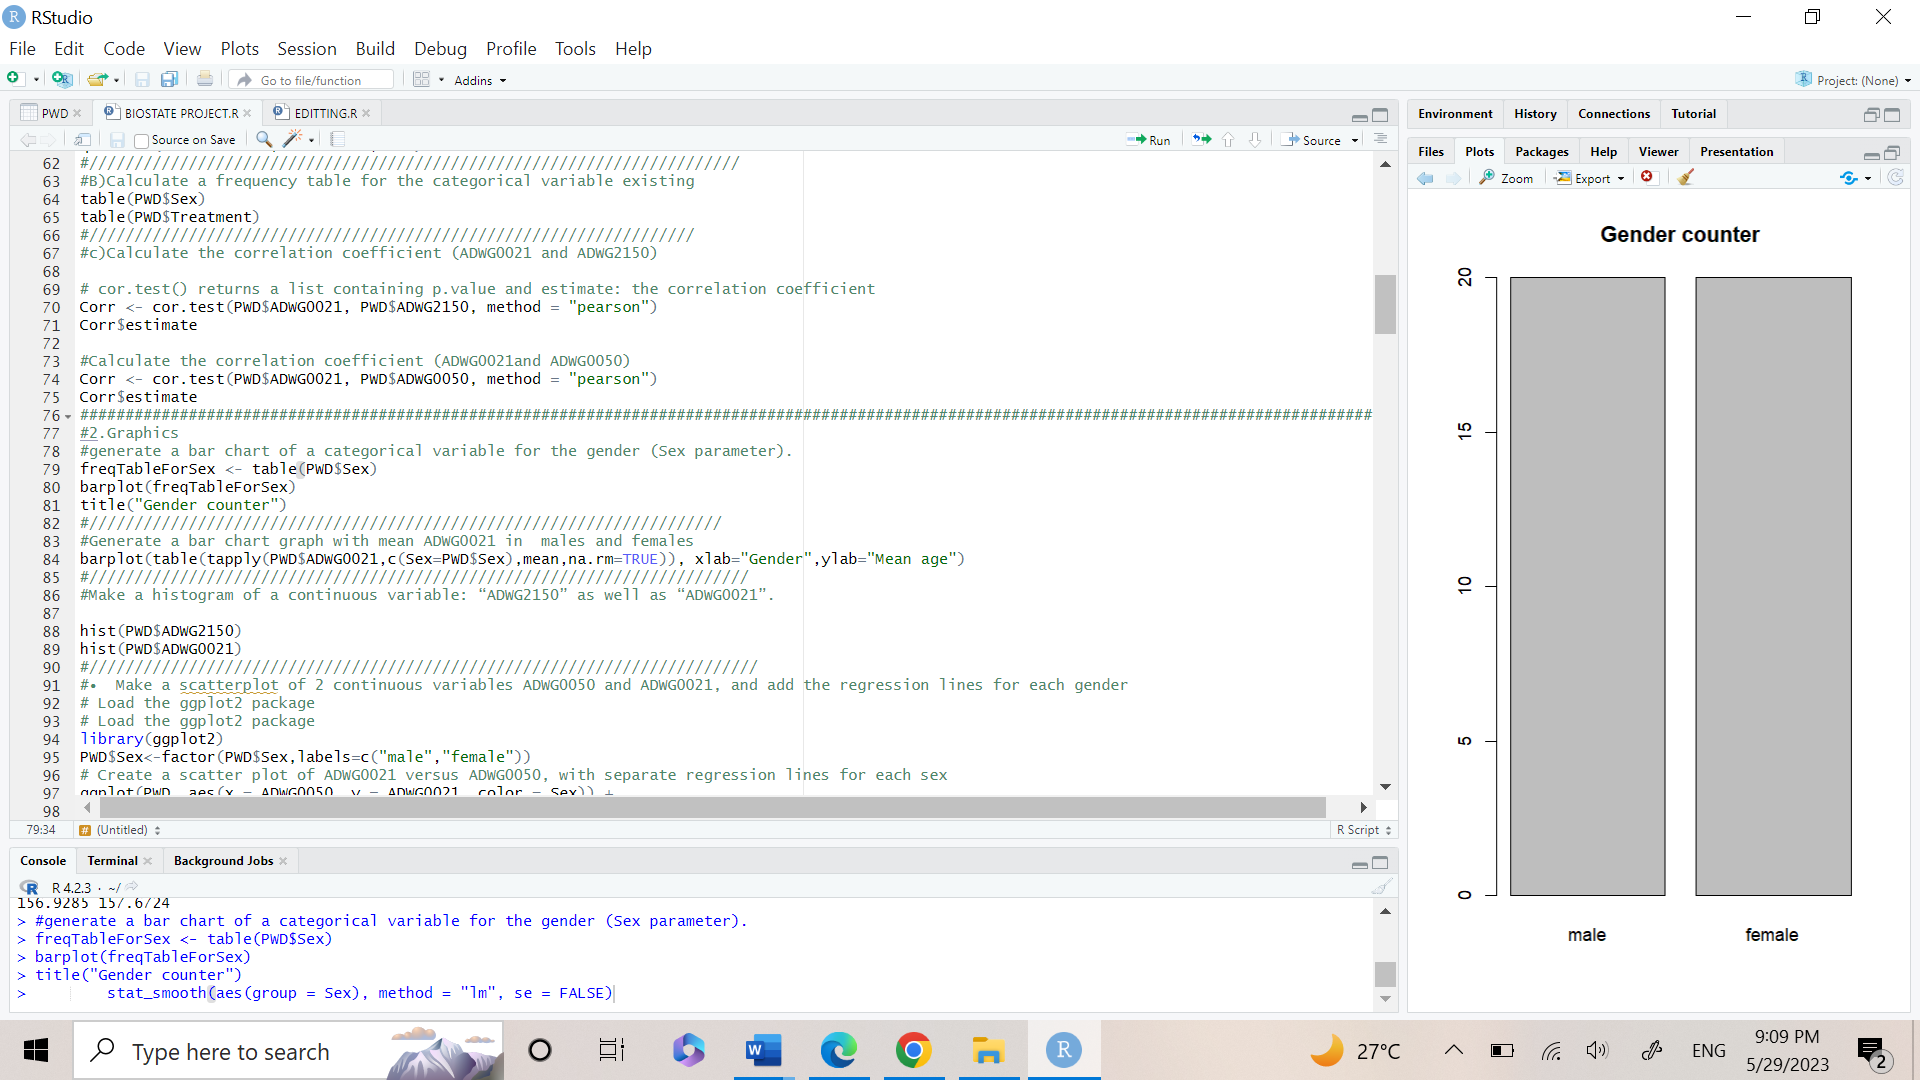 RStudio
File Edit Code View Plots Session Build Debug Profile Tools Help
Go to file/function Addins Project: (None)
PWD BIOSTATE PROJECT.R EDITTING.R
Source on Save Run Source
62 #////////////////////////////////////////////////////////////////////////
63 #B)Calculate a frequency table for the categorical variable existing
64 table(PWD$Sex)
65 table(PWD$Treatment)
66 #///////////////////////////////////////////////////////////////////
67 #c)Calculate the correlation coefficient (ADWG0021 and ADWG2150)
68
69 # cor.test() returns a list containing p.value and estimate: the correlation coefficient
70 Corr <- cor.test(PWD$ADWG0021, PWD$ADWG2150, method = "pearson")
71 Corr$estimate
72
73 #Calculate the correlation coefficient (ADWG0021and ADWG0050)
74 Corr <- cor.test(PWD$ADWG0021, PWD$ADWG0050, method = "pearson")
75 Corr$estimate
76 ###############################################################################################################################################
77 #2.Graphics
78 #generate a bar chart of a categorical variable for the gender (Sex parameter).
79 freqTableForSex <- table(PWD$Sex)
80 barplot(freqTableForSex)
81 title("Gender counter")
82 #//////////////////////////////////////////////////////////////////////
83 #Generate a bar chart graph with mean ADWG0021 in  males and females
84 barplot(table(tapply(PWD$ADWG0021,c(Sex=PWD$Sex),mean,na.rm=TRUE)), xlab="Gender",ylab="Mean age")
85 #/////////////////////////////////////////////////////////////////////////
86 #Make a histogram of a continuous variable: “ADWG2150” as well as “ADWG0021”.
87
88 hist(PWD$ADWG2150)
89 hist(PWD$ADWG0021)
90 #//////////////////////////////////////////////////////////////////////////
91 #•  Make a scatterplot of 2 continuous variables ADWG0050 and ADWG0021, and add the regression lines for each gender
92 # Load the ggplot2 package
93 # Load the ggplot2 package
94 library(ggplot2)
95 PWD$Sex<-factor(PWD$Sex,labels=c("male","female"))
96 # Create a scatter plot of ADWG0021 versus ADWG0050, with separate regression lines for each sex
97 ggplot(PWD, aes(x = ADWG0050, y = ADWG0021, color = Sex)) +
98
79:34 # (Untitled) R Script
Console Terminal Background Jobs
R 4.2.3 · ~/
156.9285 157.6724
> #generate a bar chart of a categorical variable for the gender (Sex parameter).
> freqTableForSex <- table(PWD$Sex)
> barplot(freqTableForSex)
> title("Gender counter")
> stat_smooth(aes(group = Sex), method = "lm", se = FALSE)
Environment History Connections Tutorial
Files Plots Packages Help Viewer Presentation
Zoom Export
Gender counter
20
15
10
5
0
male female
Type here to search
27°C
ENG
9:09 PM
5/29/2023
2